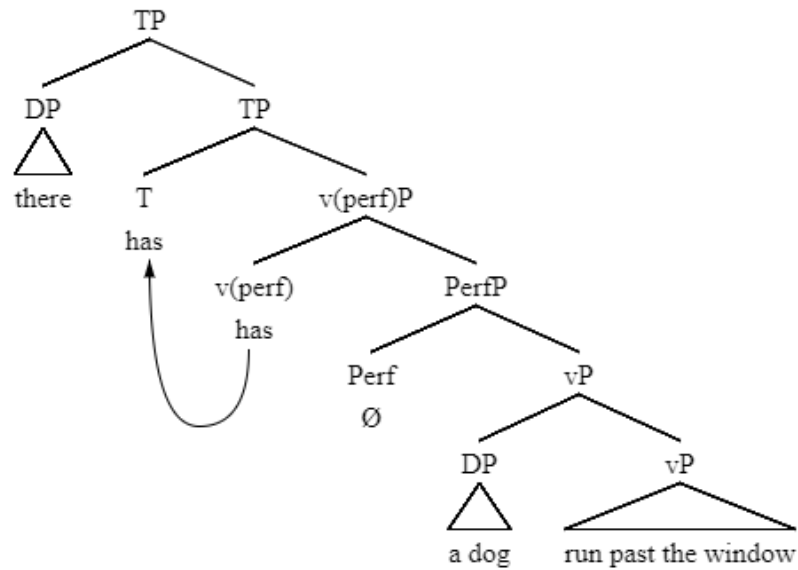 TP
DP TP
there T v(perf)P
has v(perf) PerfP
has
Perf vP
Ø
DP vP
a dog run past the window